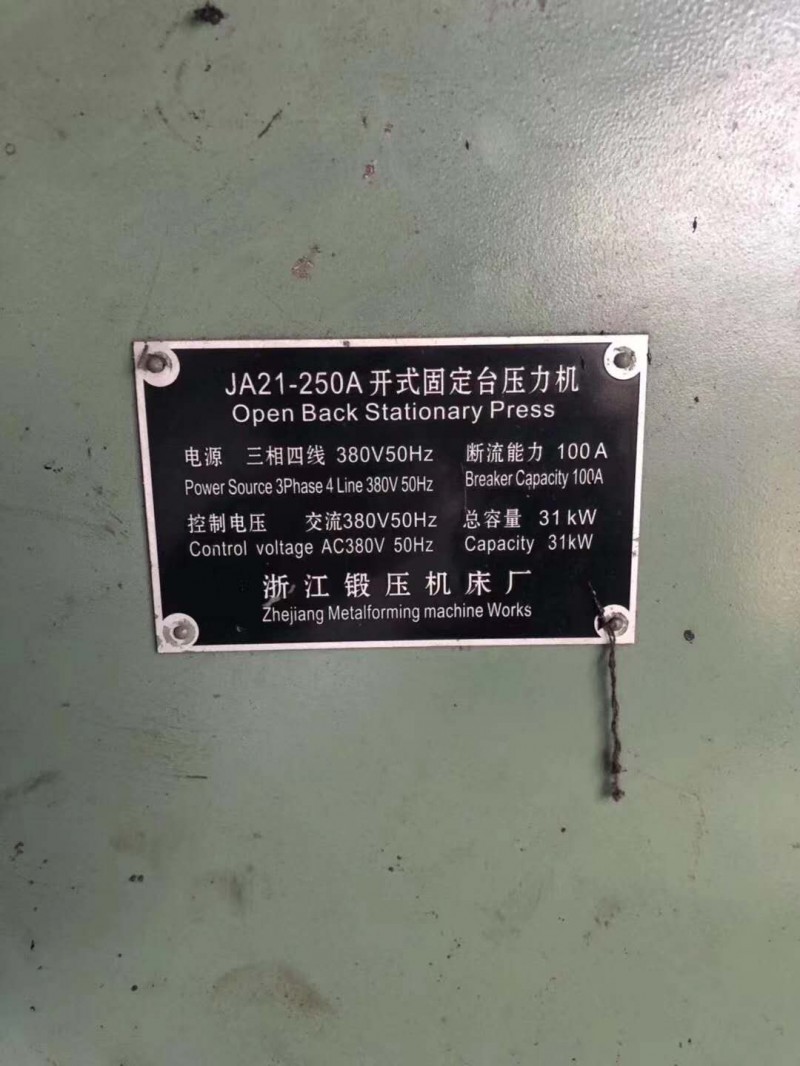 JA21-250A 开式固定台压力机
Open Back Stationary Press
电源 三相四线 380V50Hz 断流能力 100A
Power Source 3Phase 4 Line 380V 50Hz Breaker Capacity 100A
控制电压 交流380V50Hz 总容量 31kW
Control voltage AC380V 50Hz Capacity 31kW
浙江锻压机床厂
Zhejiang Metalforming machine Works